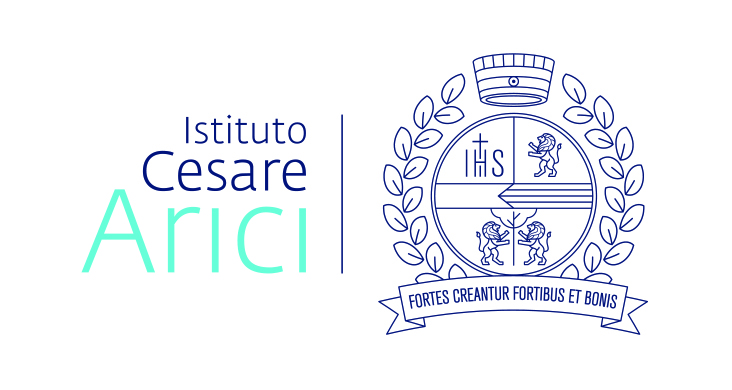 Istituto
Cesare
Arici
IHS
FORTES CREANTUR FORTIBUS ET BONIS